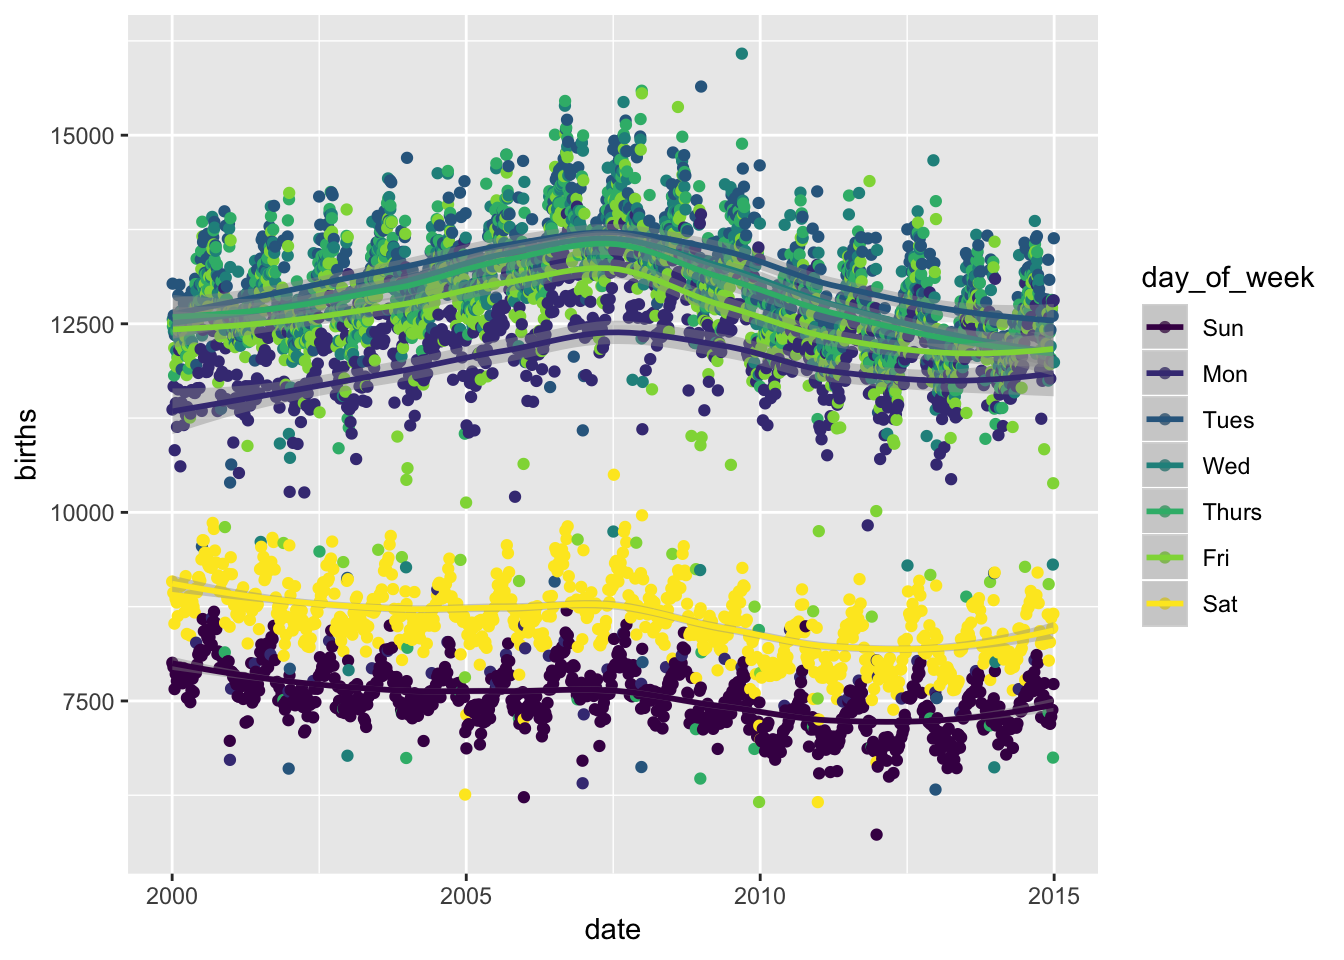 births
15000
12500
10000
7500
2000 2005 2010 2015
date
day_of_week
Sun
Mon
Tues
Wed
Thurs
Fri
Sat